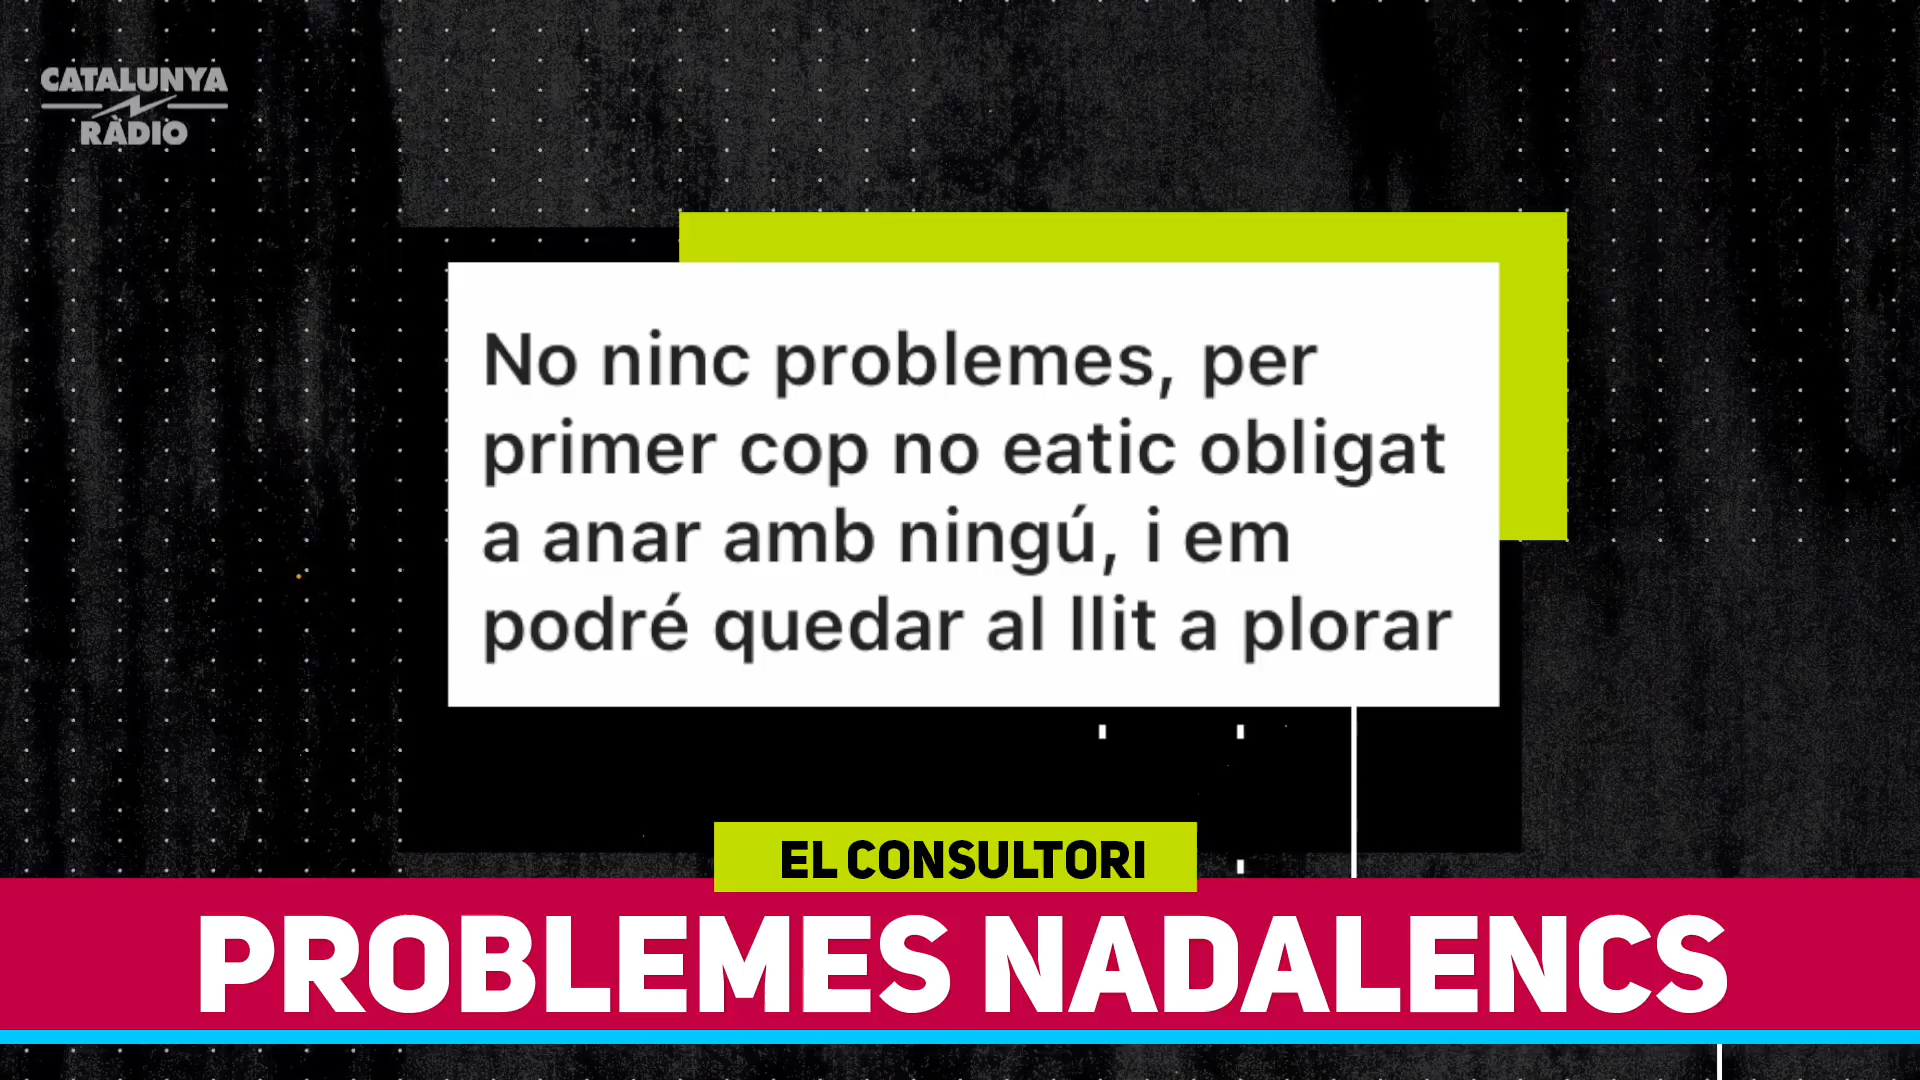 CATALUNYA
RÀDIO
No ninc problemes, per
primer cop no eatic obligat
a anar amb ningú, i em
podré quedar al llit a plorar
EL CONSULTORI
PROBLEMES NADALENCS